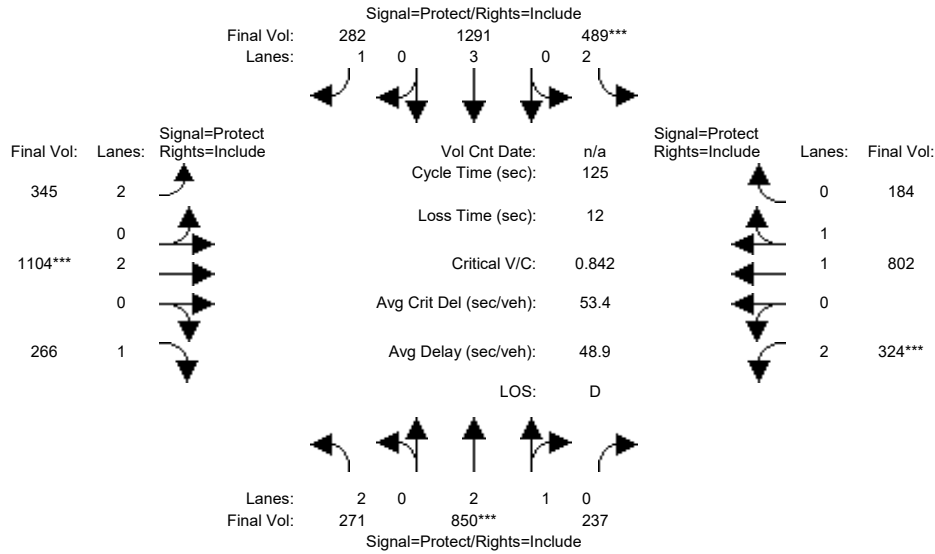 Signal=Protect/Rights=Include
Final Vol: 282 1291 489***
Lanes: 1 0 3 0 2
Signal=Protect Signal=Protect
Final Vol: Lanes: Rights=Include Vol Cnt Date: n/a Rights=Include Lanes: Final Vol:
Cycle Time (sec): 125
345 2 0 184
Loss Time (sec): 12
0 1
1104*** 2 Critical V/C: 0.842 1 802
0 Avg Crit Del (sec/veh): 53.4 0
266 1 Avg Delay (sec/veh): 48.9 2 324***
LOS: D
Lanes: 2 0 2 1 0
Final Vol: 271 850*** 237
Signal=Protect/Rights=Include